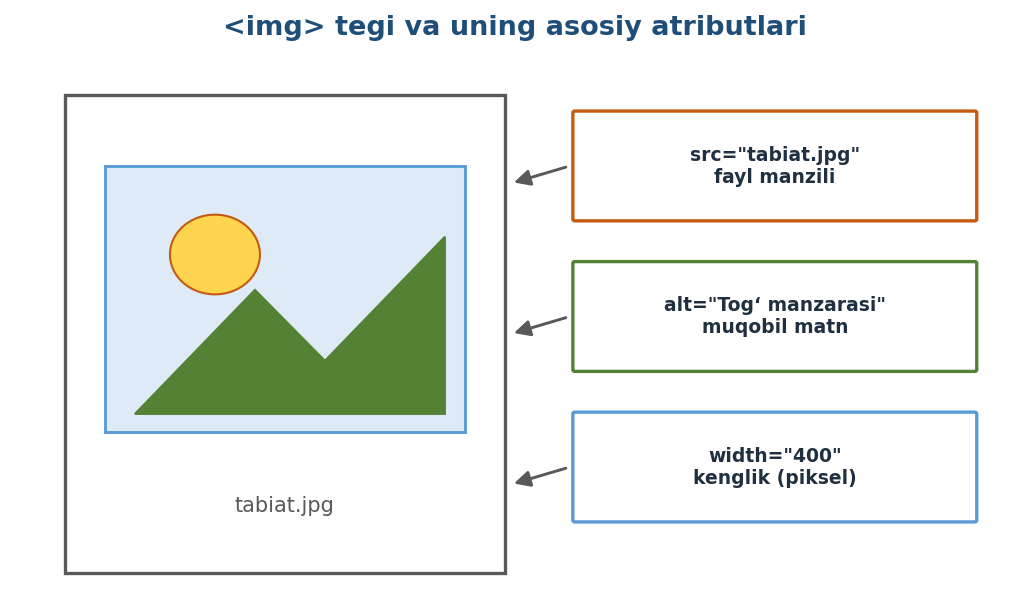 <img> tegi va uning asosiy atributlari
src="tabiat.jpg"
fayl manzili
alt="Tog‘ manzarasi"
muqobil matn
width="400"
kenglik (piksel)
tabiat.jpg